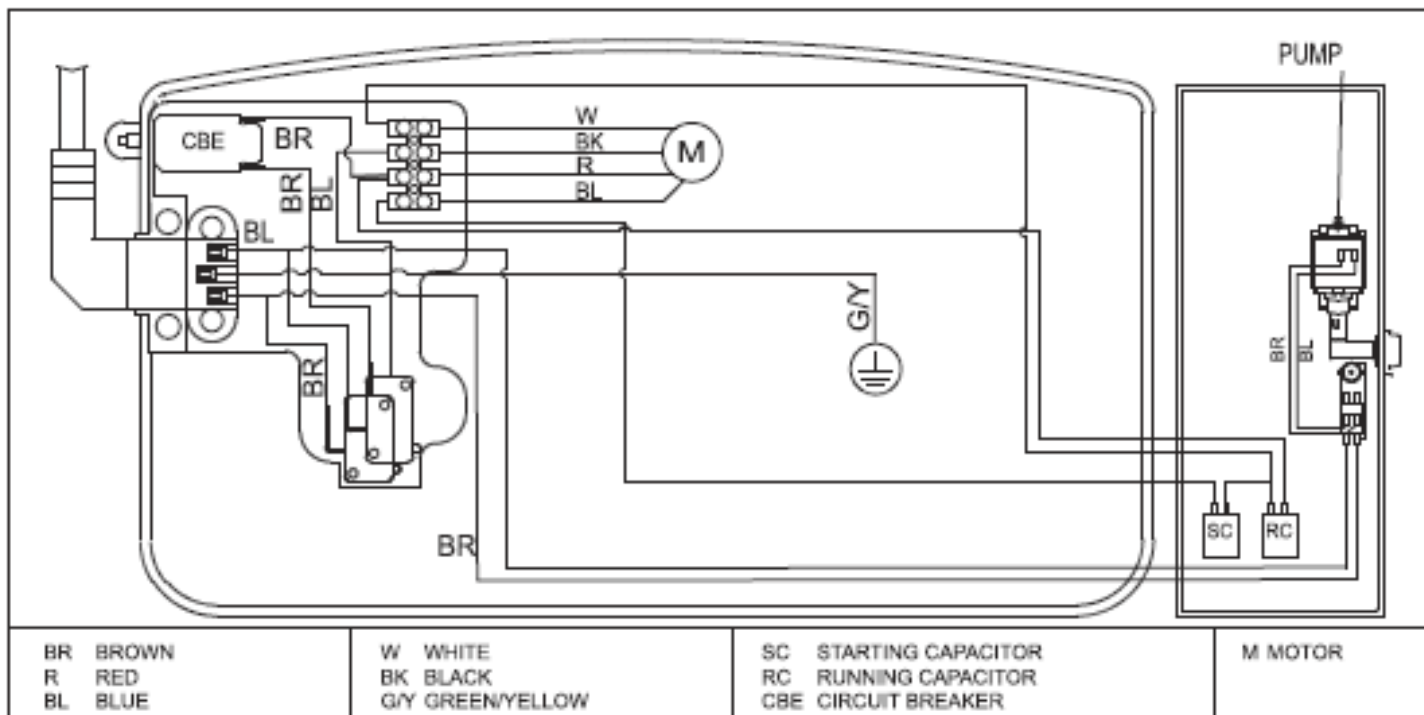 PUMP
CBE
BR
W
BK
R
BL
M
BR
BL
BL
G/Y
BR
BR
BL
BR
SC
RC
BR BROWN
R RED
BL BLUE
W WHITE
BK BLACK
G/Y GREEN/YELLOW
SC STARTING CAPACITOR
RC RUNNING CAPACITOR
CBE CIRCUIT BREAKER
M MOTOR